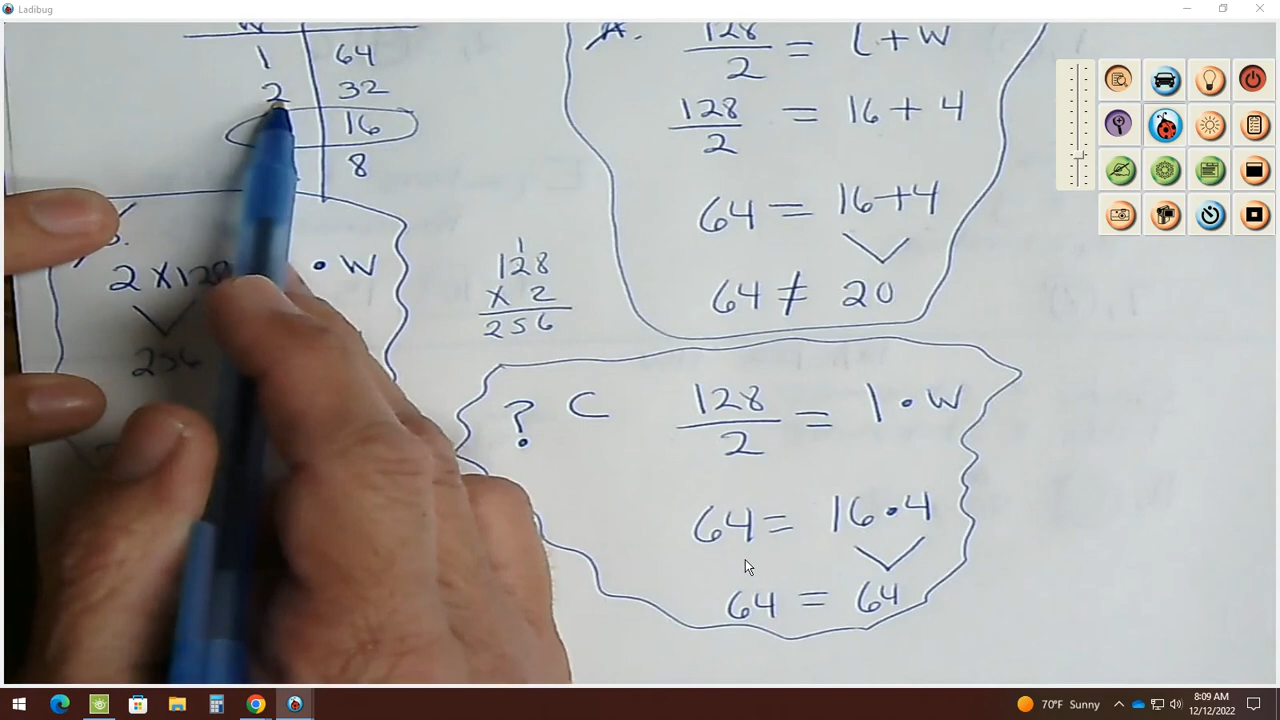 Ladibug
W
1 64
2 32
16
8
A. 128/2 = l + W
128/2 = 16 + 4
64 = 16+4
64 ≠ 20
2 X 128 • W
256
1
128
X 2
256
? C 128/2 = l • W
64 = 16 • 4
64 = 64
70°F Sunny
8:09 AM
12/12/2022